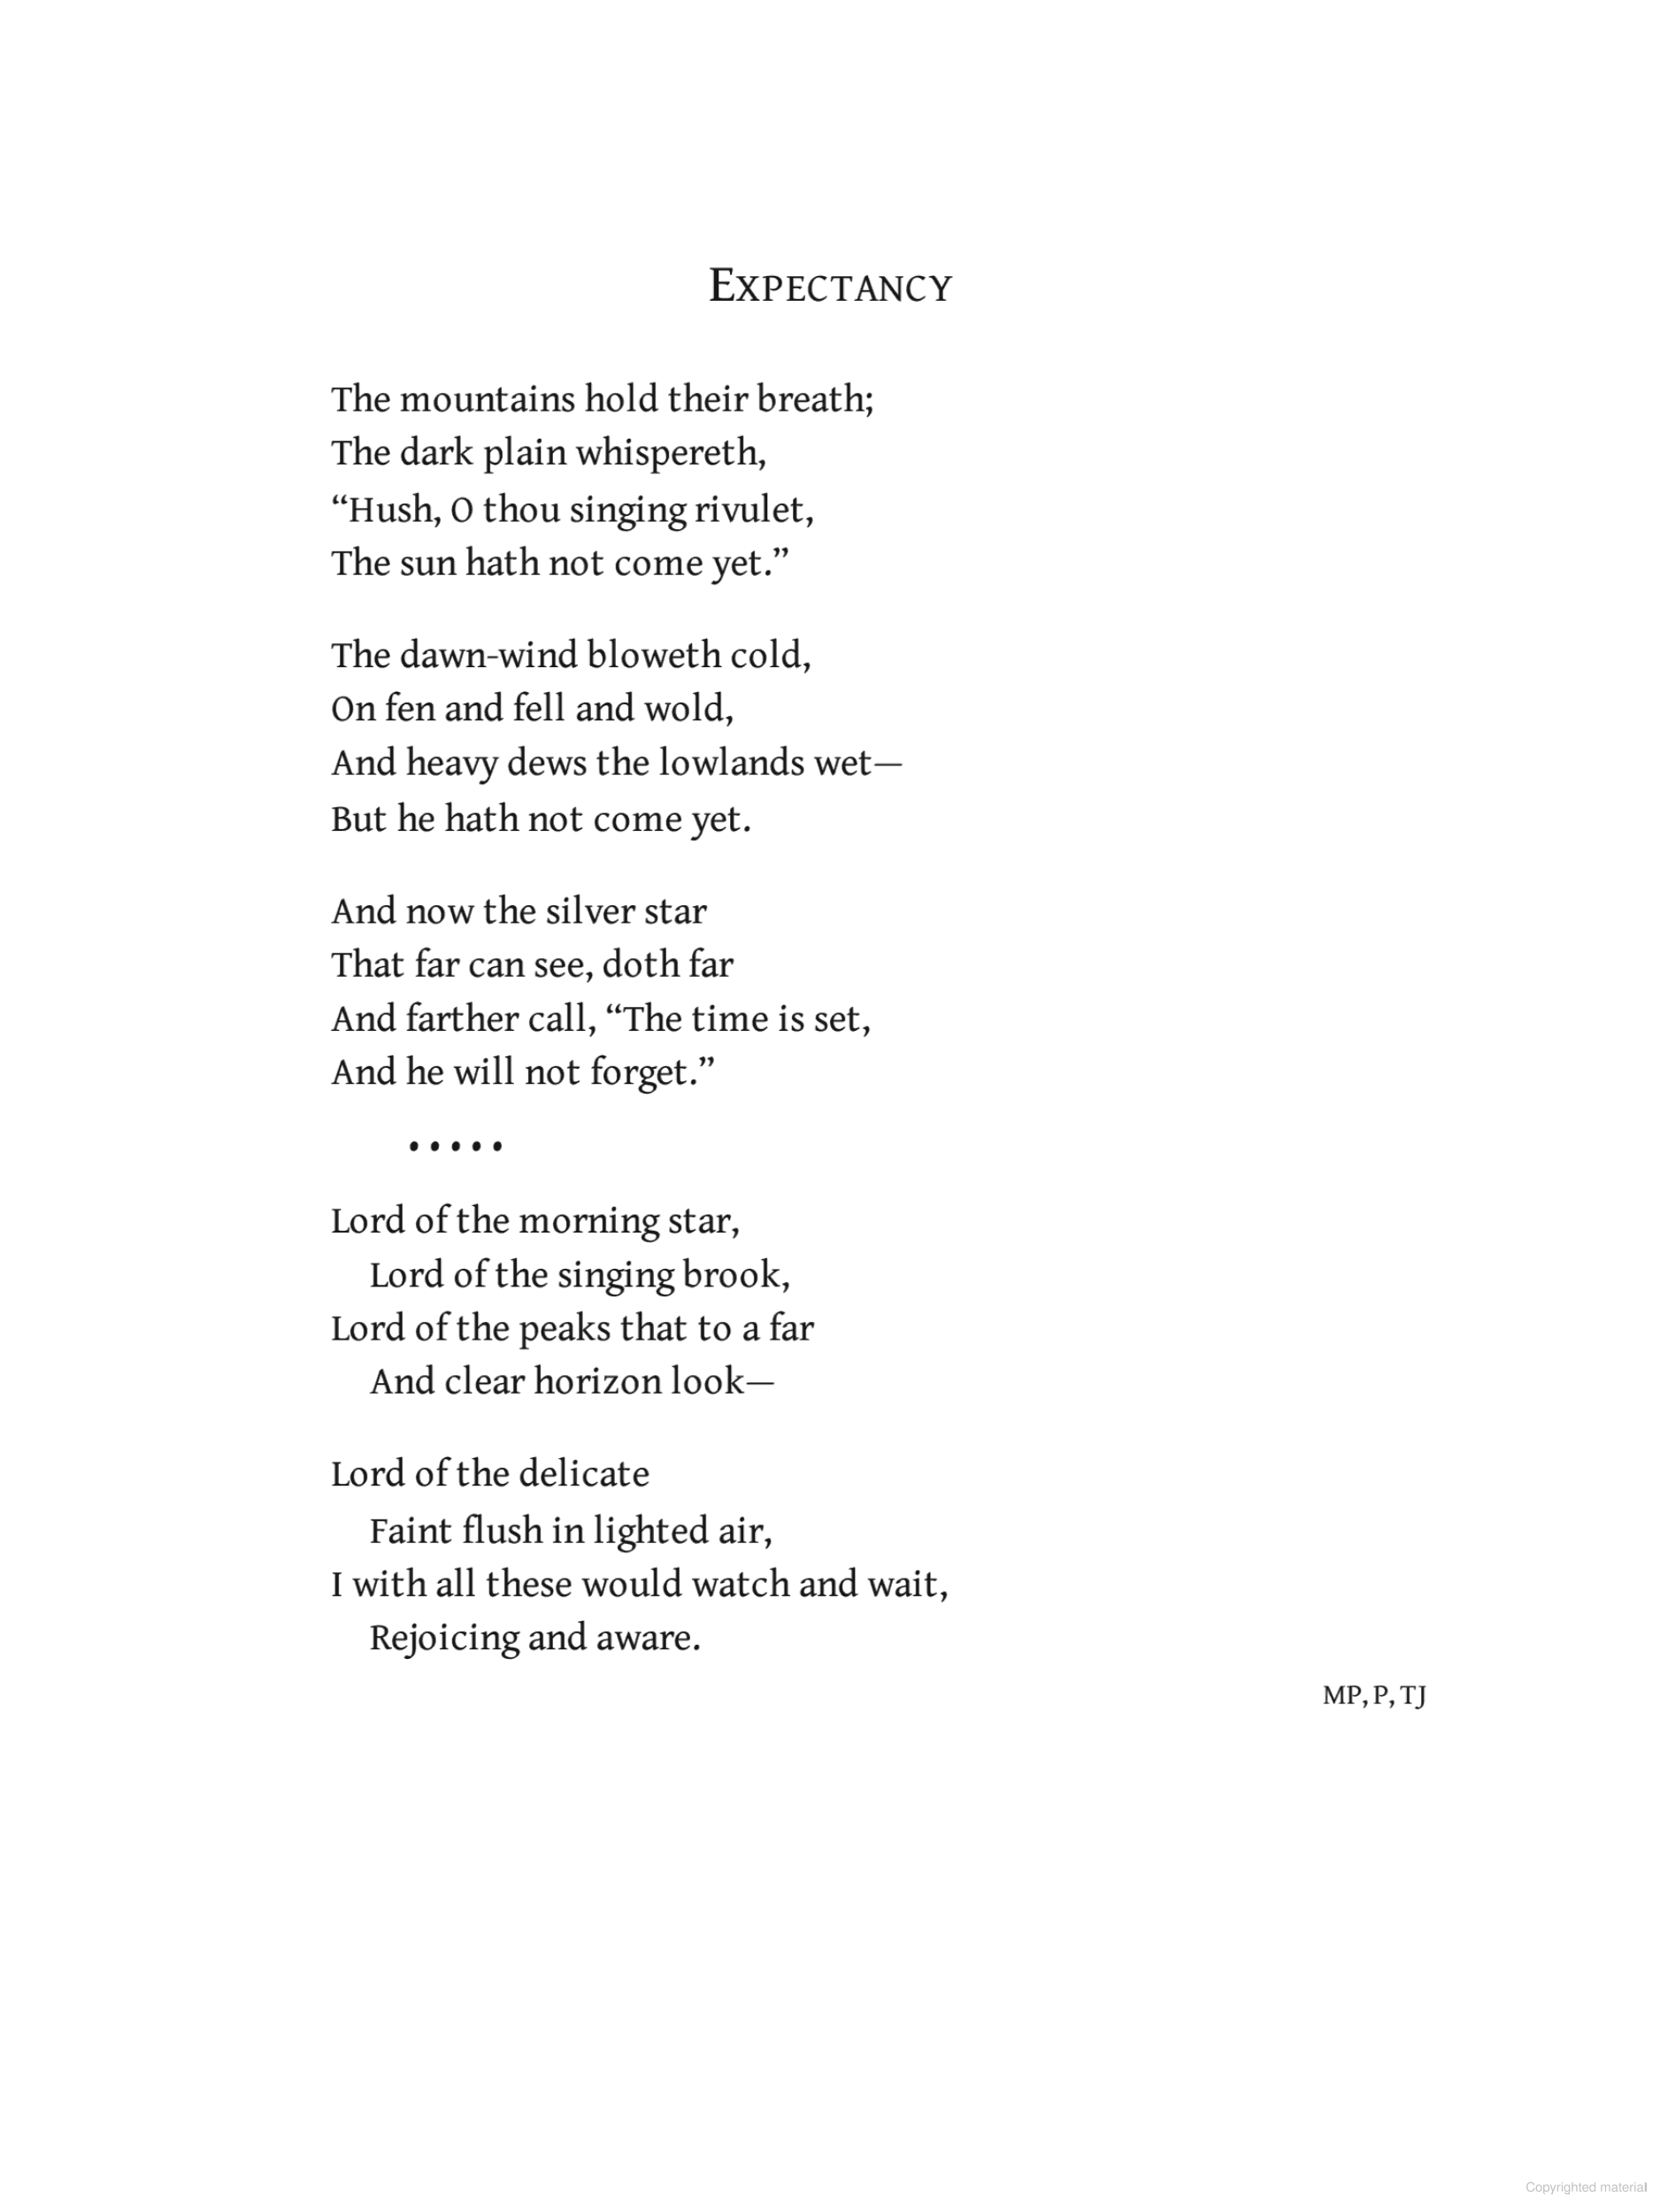 Expectancy
The mountains hold their breath;
The dark plain whispereth,
“Hush, O thou singing rivulet,
The sun hath not come yet.”
The dawn-wind bloweth cold,
On fen and fell and wold,
And heavy dews the lowlands wet—
But he hath not come yet.
And now the silver star
That far can see, doth far
And farther call, “The time is set,
And he will not forget.”
• • • • •
Lord of the morning star,
Lord of the singing brook,
Lord of the peaks that to a far
And clear horizon look—
Lord of the delicate
Faint flush in lighted air,
I with all these would watch and wait,
Rejoicing and aware.
MP, P, TJ
Copyrighted material